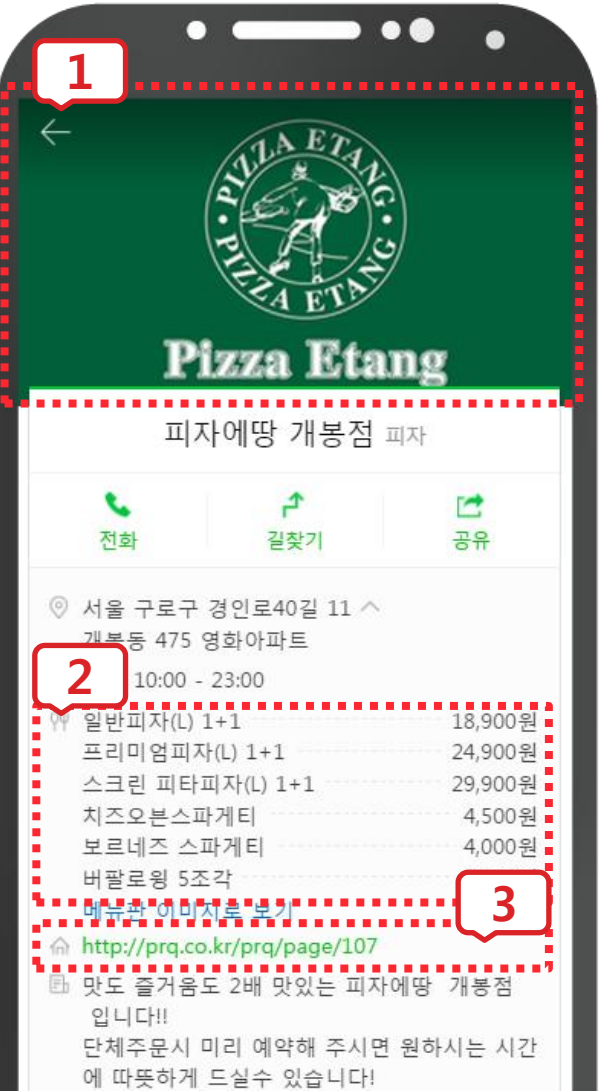 1
PIZZA ETANG · PIZZA ETANG ·
Pizza Etang
피자에땅 개봉점 피자
전화 길찾기 공유
서울 구로구 경인로40길 11
개봉동 475 영화아파트
2
10:00 - 23:00
일반피자(L) 1+1 18,900원
프리미엄피자(L) 1+1 24,900원
스크린 피타피자(L) 1+1 29,900원
치즈오븐스파게티 4,500원
보르네즈 스파게티 4,000원
버팔로윙 5조각
메뉴판 이미지로 보기
3
http://prq.co.kr/prq/page/107
맛도 즐거움도 2배 맛있는 피자에땅 개봉점
입니다!!
단체주문시 미리 예약해 주시면 원하시는 시간
에 따뜻하게 드실수 있습니다!